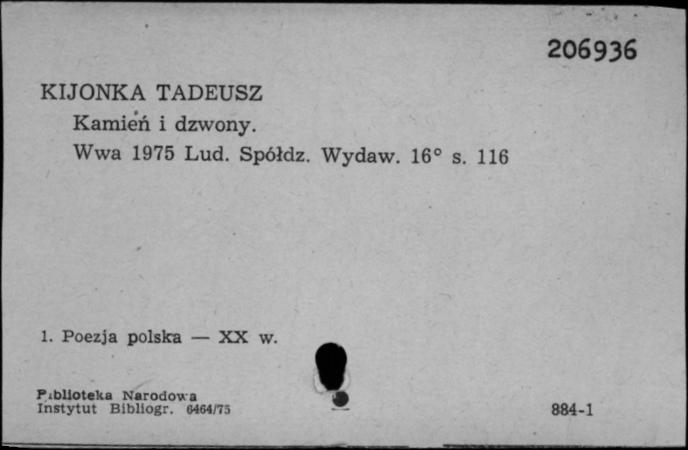 206936
KIJONKA TADEUSZ
Kamień i dzwony.
Wwa 1975 Lud. Spółdz. Wydaw. 16° s. 116
1. Poezja polska — XX w.
Biblioteka Narodowa
Instytut Bibliogr. 6464/75
884-1